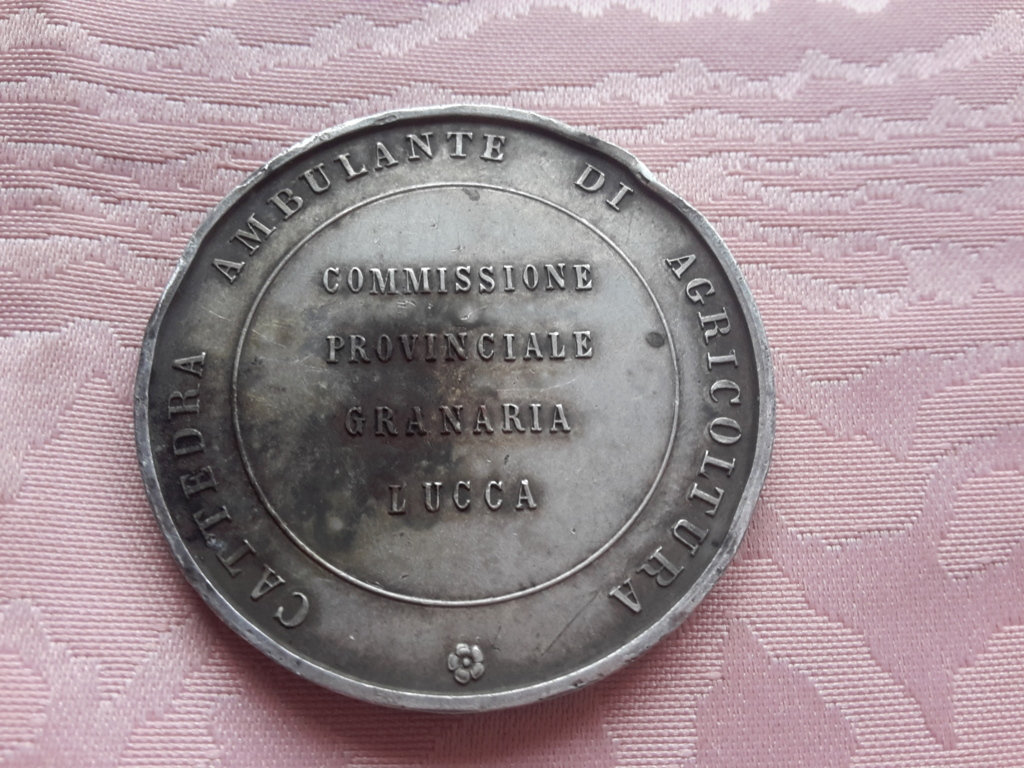 CATTEDRA AMBULANTE DI AGRICOLTURA
COMMISSIONE
PROVINCIALE
GRANARIA
LUCCA